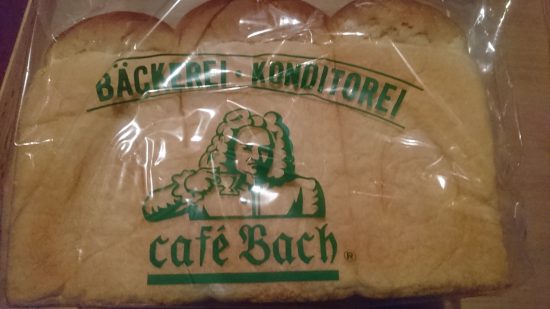 BÄCKEREI · KONDITOREI
café Bach ®